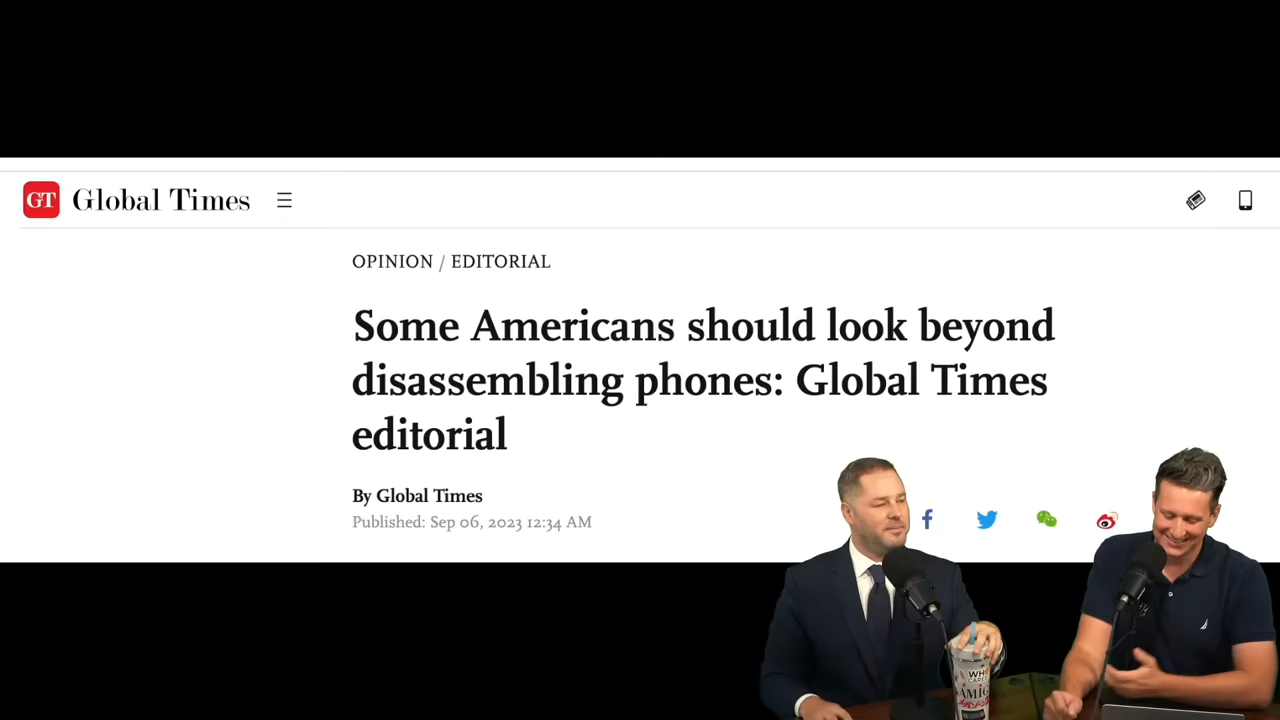 GT Global Times
OPINION / EDITORIAL
Some Americans should look beyond
disassembling phones: Global Times
editorial
By Global Times
Published: Sep 06, 2023 12:34 AM
AMIG